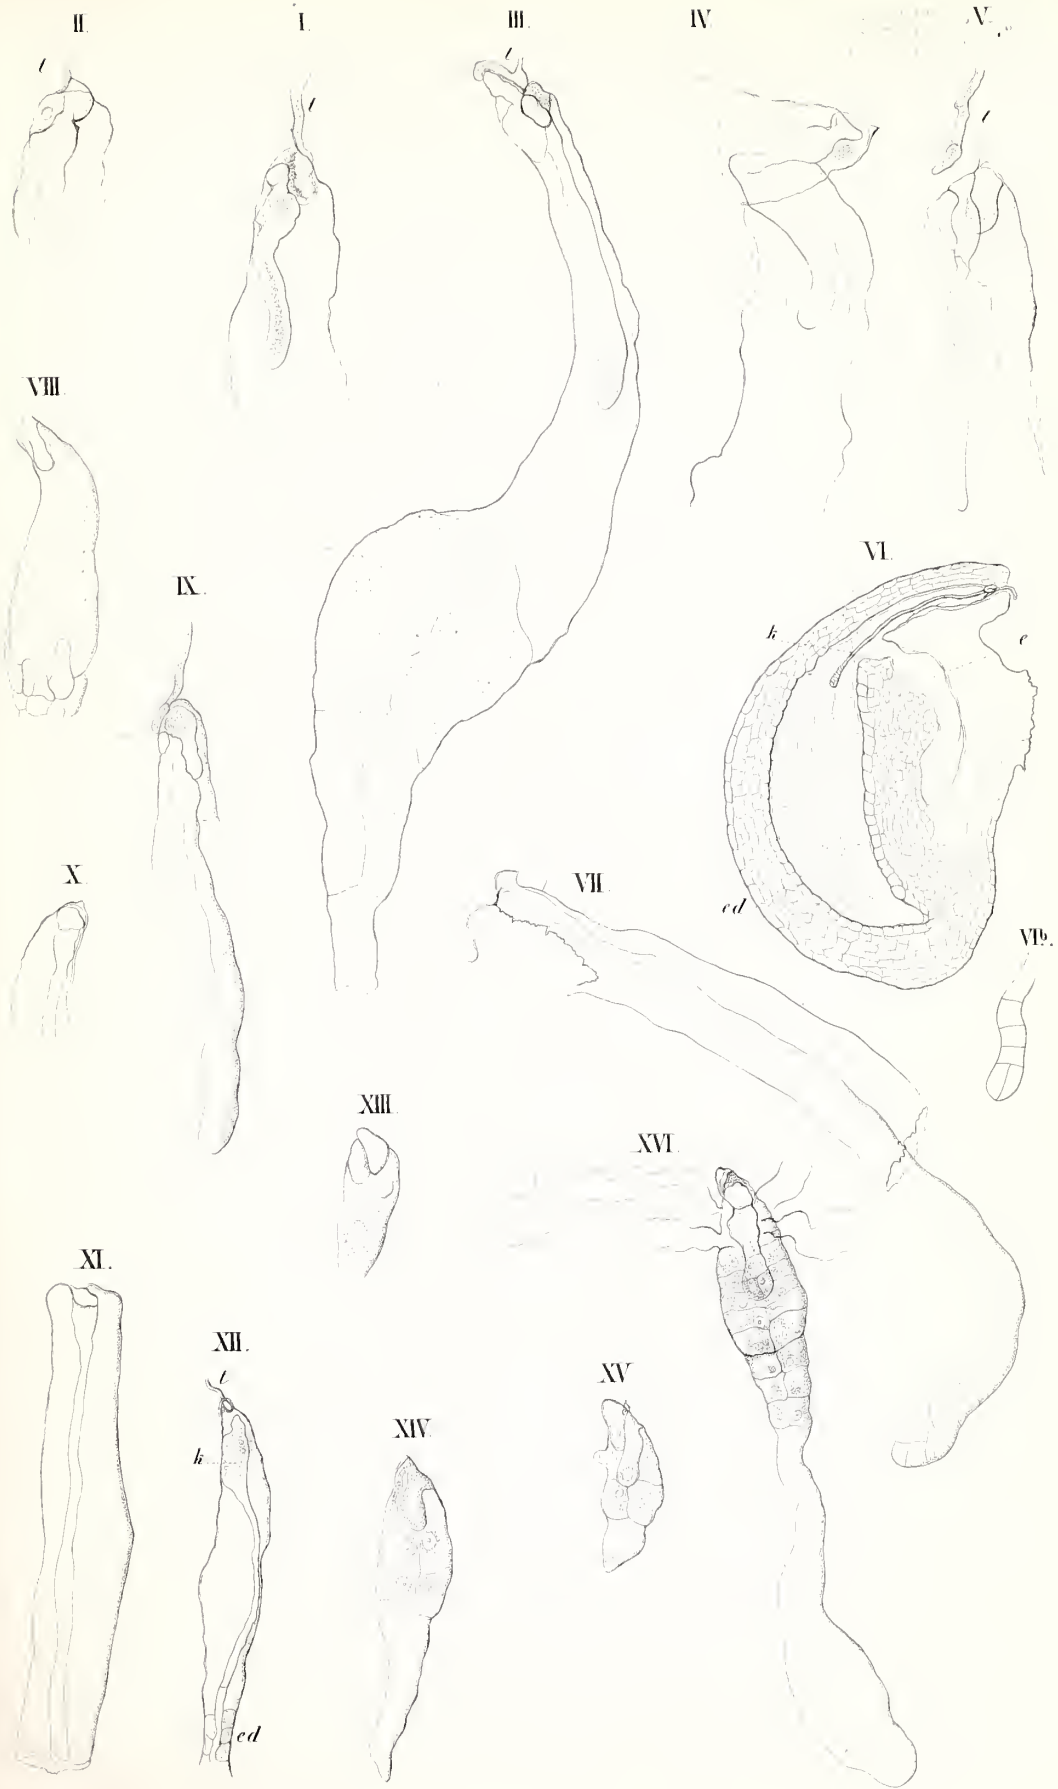 II. I. III. IV. V.
t t t t
VIII.
IX. VI.
k e
X. VII. ed
VIb.
XIII. XVI.
XI.
XII. XV.
t
XIV.
k
ed